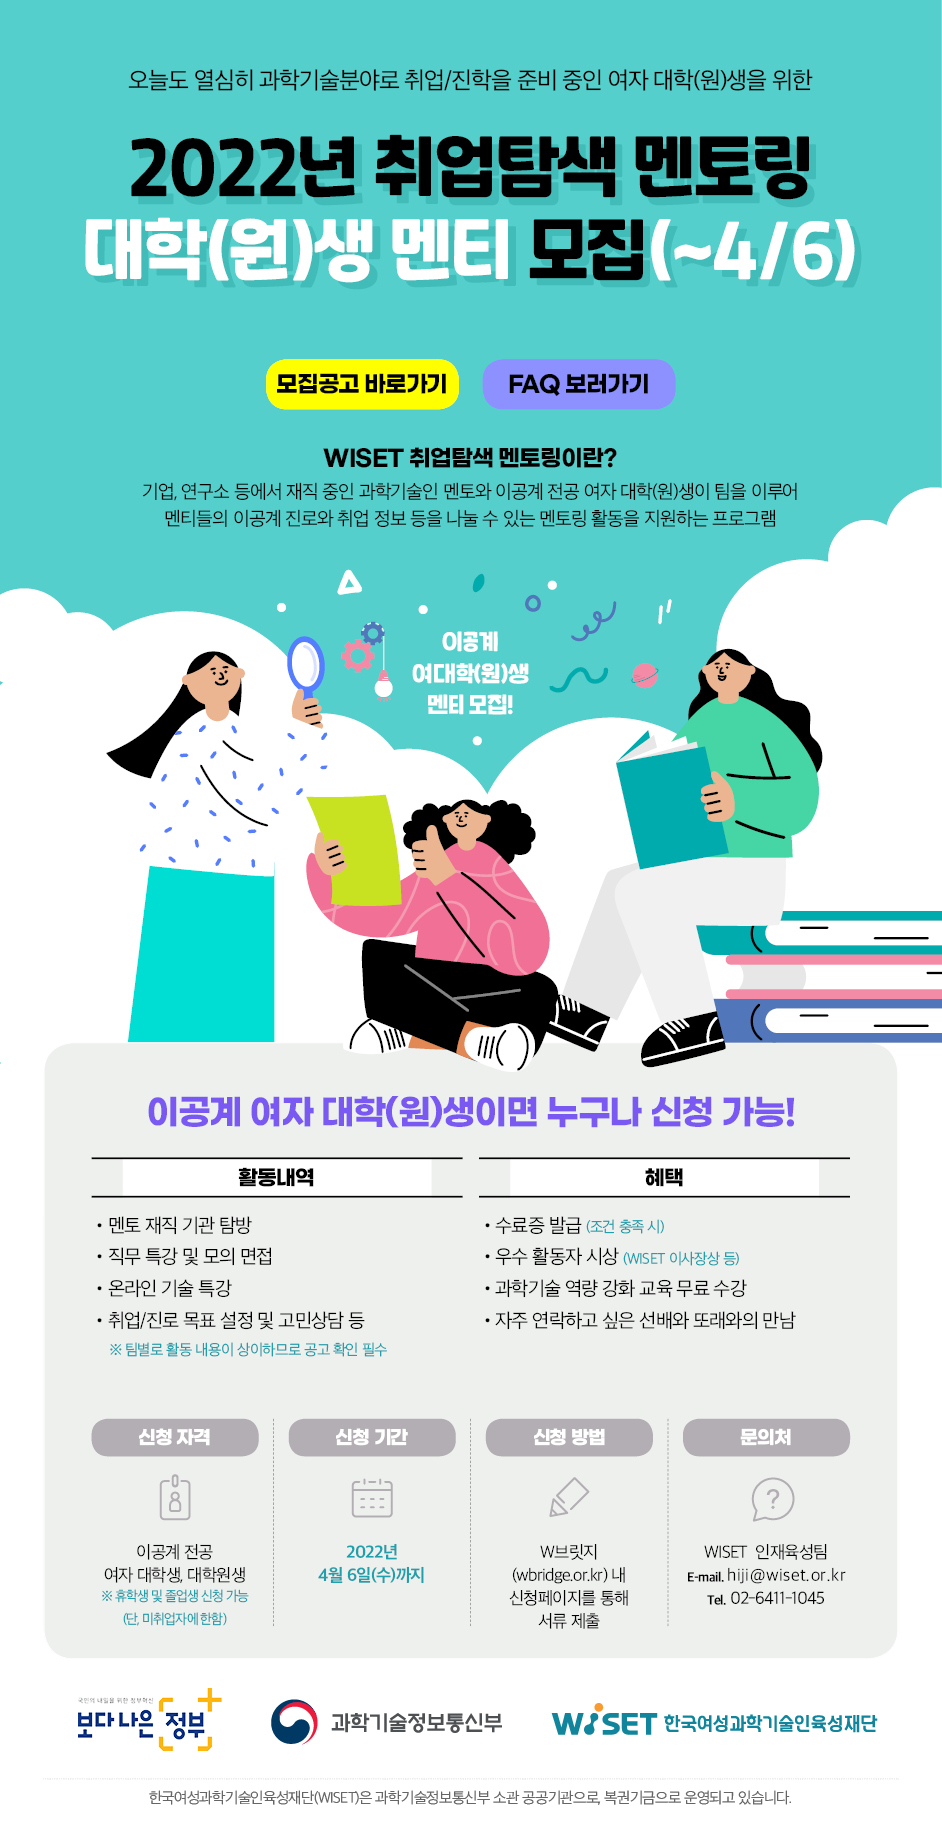 오늘도 열심히 과학기술분야로 취업/진학을 준비 중인 여자 대학(원)생을 위한
2022년 취업탐색 멘토링
대학(원)생 멘티 모집(~4/6)
모집공고 바로가기
FAQ 보러가기
WISET 취업탐색 멘토링이란?
기업, 연구소 등에서 재직 중인 과학기술인 멘토와 이공계 전공 여자 대학(원)생이 팀을 이루어
멘티들의 이공계 진로와 취업 정보 등을 나눌 수 있는 멘토링 활동을 지원하는 프로그램
이공계
여대학(원)생
멘티 모집!
이공계 여자 대학(원)생이면 누구나 신청 가능!
활동내역
• 멘토 재직 기관 탐방
• 직무 특강 및 모의 면접
• 온라인 기술 특강
• 취업/진로 목표 설정 및 고민상담 등
※ 팀별로 활동 내용이 상이하므로 공고 확인 필수
혜택
• 수료증 발급 (조건 충족 시)
• 우수 활동자 시상 (WISET 이사장상 등)
• 과학기술 역량 강화 교육 무료 수강
• 자주 연락하고 싶은 선배와 또래와의 만남
신청 자격
이공계 전공
여자 대학생, 대학원생
※ 휴학생 및 졸업생 신청 가능
(단, 미취업자에 한함)
신청 기간
2022년
4월 6일(수)까지
신청 방법
W브릿지
(wbridge.or.kr) 내
신청페이지를 통해
서류 제출
문의처
WISET 인재육성팀
E-mail. hiji@wiset.or.kr
Tel. 02-6411-1045
국민의 내일을 위한 정부혁신
보다 나은 정부
과학기술정보통신부
WiSET 한국여성과학기술인육성재단
한국여성과학기술인육성재단(WISET)은 과학기술정보통신부 소관 공공기관으로, 복권기금으로 운영되고 있습니다.